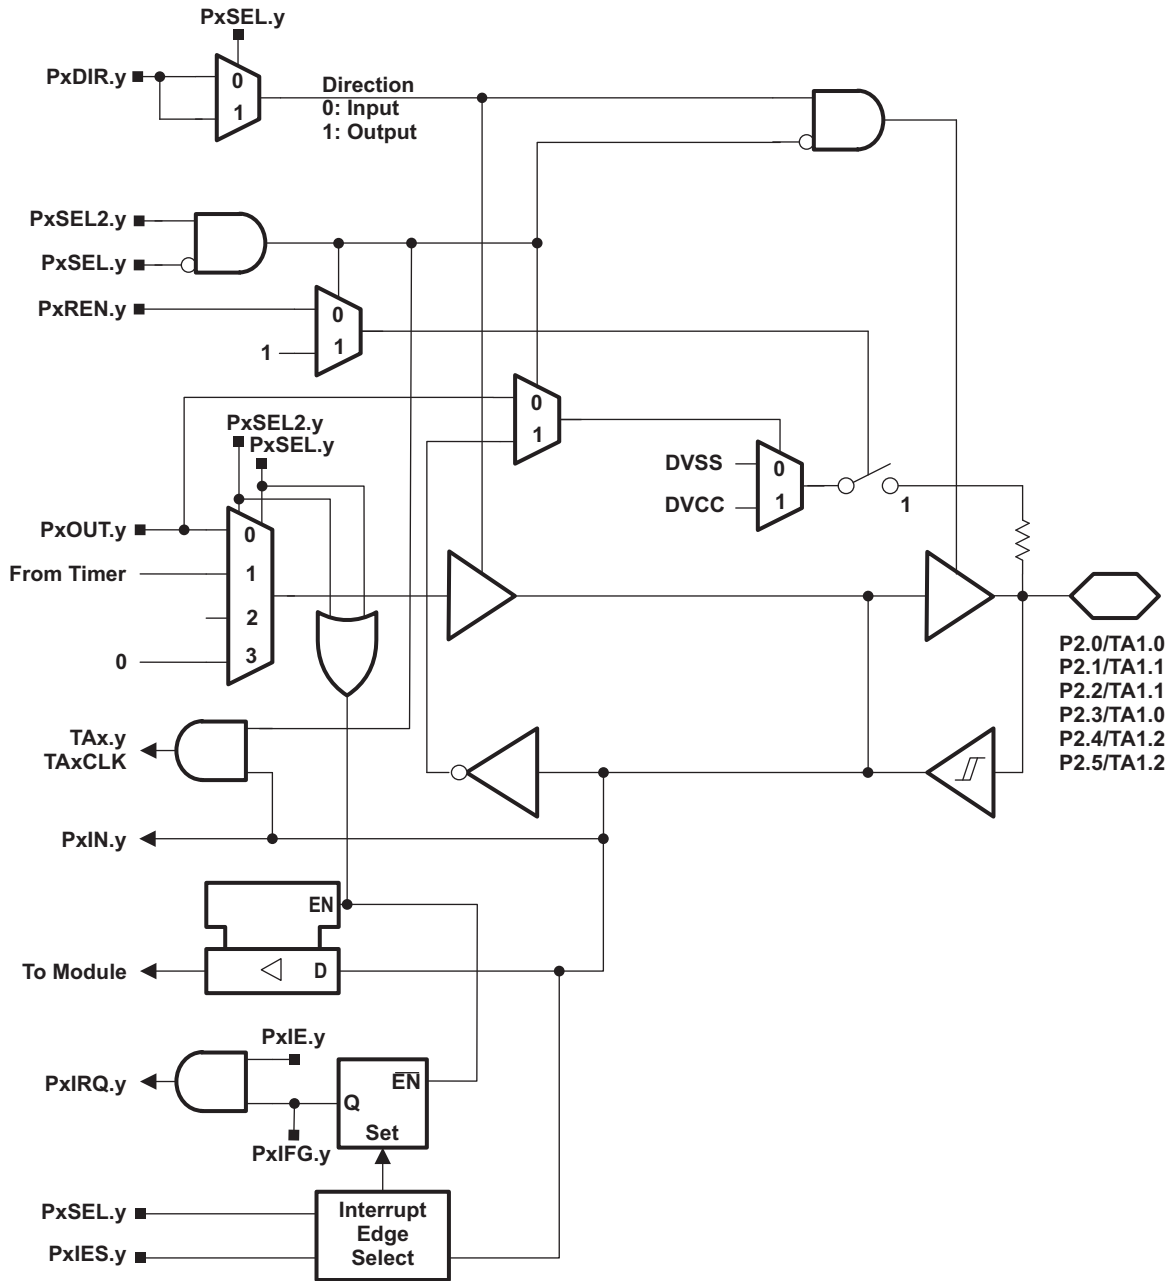 PxSEL.y
PxDIR.y
0
1
Direction
0: Input
1: Output
PxSEL2.y
PxSEL.y
PxREN.y
0
1
1
0
1
PxSEL2.y
PxSEL.y
DVSS
DVCC
0
1
1
PxOUT.y
From Timer
0
0
1
2
3
P2.0/TA1.0
P2.1/TA1.1
P2.2/TA1.1
P2.3/TA1.0
P2.4/TA1.2
P2.5/TA1.2
TAx.y
TAxCLK
PxIN.y
EN
To Module
D
PxIE.y
PxIRQ.y
EN
Q
Set
PxIFG.y
PxSEL.y
PxIES.y
Interrupt
Edge
Select